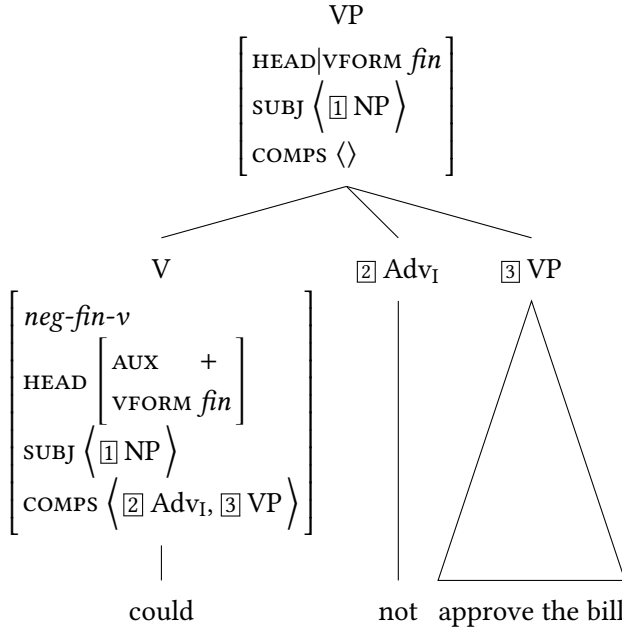 VP
[HEAD|VFORM fin
SUBJ ⟨ 1 NP ⟩
COMPS ⟨⟩]
V 2 Adv_I 3 VP
[neg-fin-v
HEAD [AUX +
VFORM fin]
SUBJ ⟨ 1 NP ⟩
COMPS ⟨ 2 Adv_I, 3 VP ⟩]
could not approve the bill